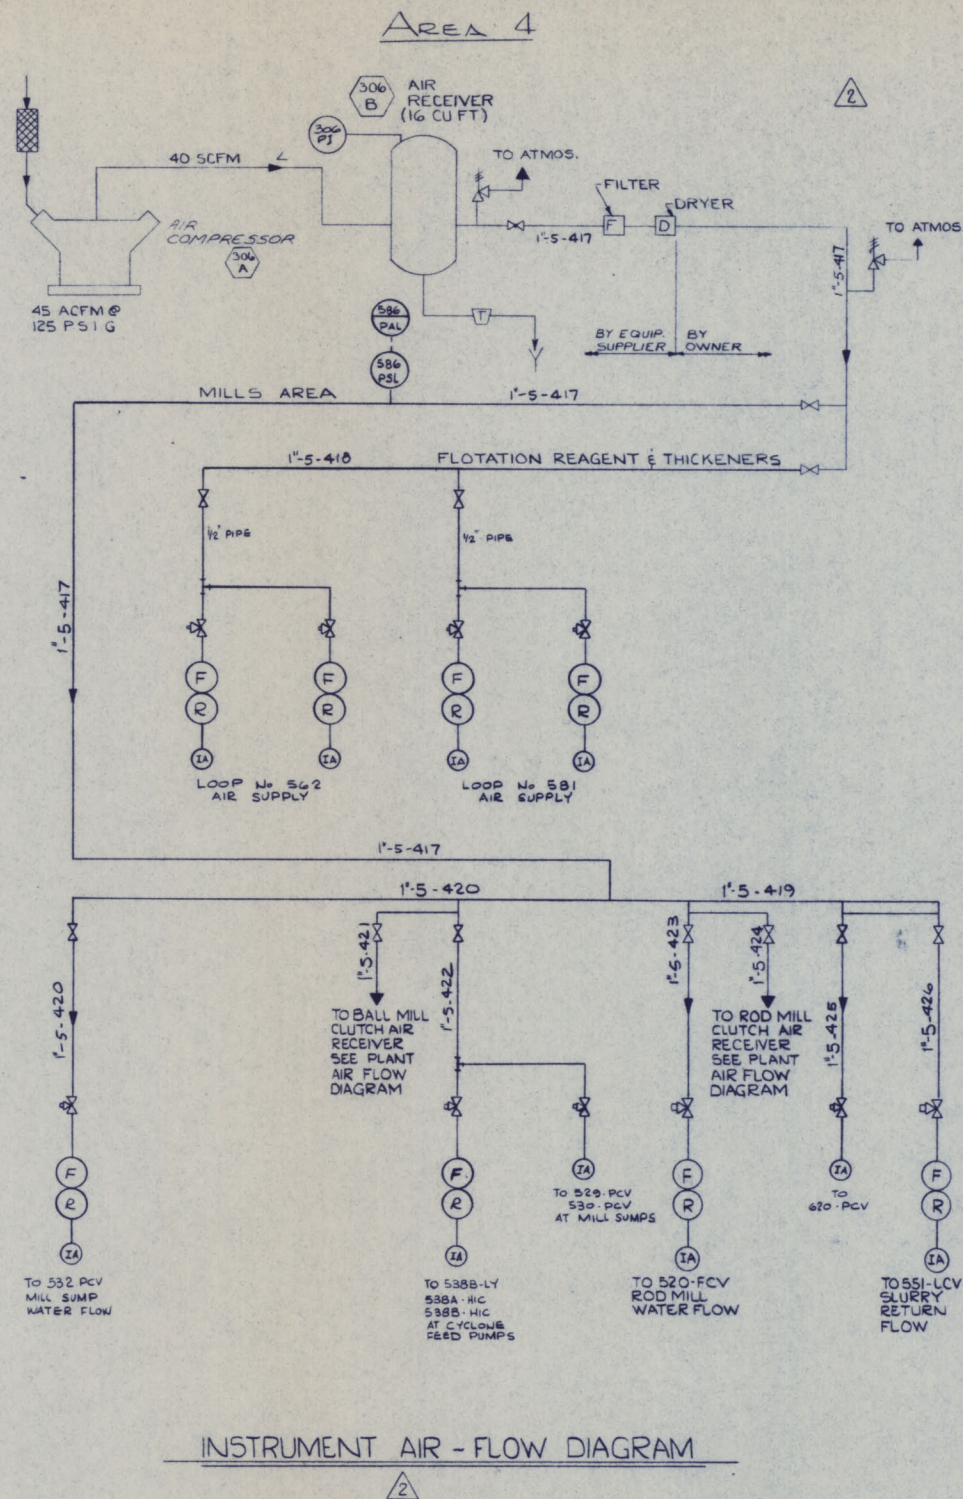 AREA 4
306
B
AIR
RECEIVER
(16 CU FT)
2
306
PI
40 SCFM
TO ATMOS.
FILTER
DRYER
F
D
1"-5-417
TO ATMOS
AIR
COMPRESSOR
306
A
1"-5-417
45 ACFM @
125 PSIG
586
PAL
T
BY EQUIP.
SUPPLIER
BY
OWNER
586
PSL
MILLS AREA
1"-5-417
1"-5-418
FLOTATION REAGENT & THICKENERS
1/2" PIPE
1/2" PIPE
1"-5-417
F
R
IA
F
R
IA
F
R
IA
F
R
IA
LOOP No 562
AIR SUPPLY
LOOP No 581
AIR SUPPLY
1"-5-417
1"-5-420
1"-5-419
1"-5-420
1"-5-421
1"-5-422
1"-5-423
1"-5-424
1"-5-425
1"-5-426
TO BALL MILL
CLUTCH AIR
RECEIVER
SEE PLANT
AIR FLOW
DIAGRAM
TO ROD MILL
CLUTCH AIR
RECEIVER
SEE PLANT
AIR FLOW
DIAGRAM
F
R
IA
TO 532 PCV
MILL SUMP
WATER FLOW
F
R
IA
TO 538B-LY
538A-HIC
538B-HIC
AT CYCLONE
FEED PUMPS
IA
TO 529-PCV
530-PCV
AT MILL SUMPS
F
R
IA
TO 520-FCV
ROD MILL
WATER FLOW
IA
TO
620-PCV
F
R
IA
TO 551-LCV
SLURRY
RETURN
FLOW
INSTRUMENT AIR - FLOW DIAGRAM
2